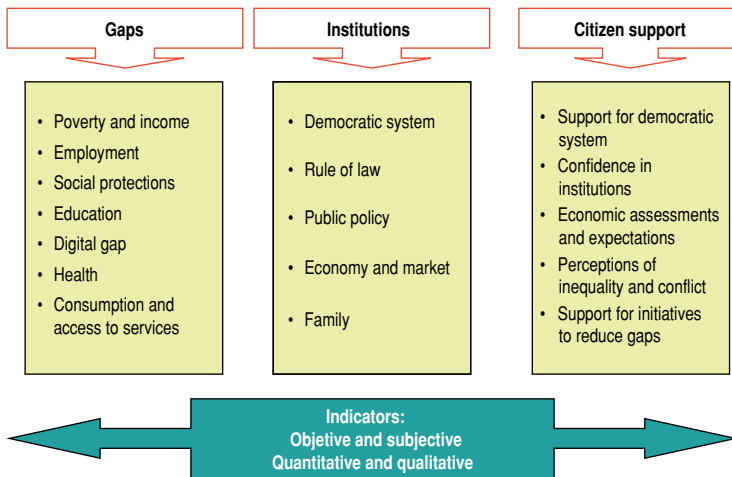 Gaps
Institutions
Citizen support
• Poverty and income
• Employment
• Social protections
• Education
• Digital gap
• Health
• Consumption and
access to services
• Democratic system
• Rule of law
• Public policy
• Economy and market
• Family
• Support for democratic
system
• Confidence in
institutions
• Economic assessments
and expectations
• Perceptions of
inequality and conflict
• Support for initiatives
to reduce gaps
Indicators:
Objetive and subjective
Quantitative and qualitative